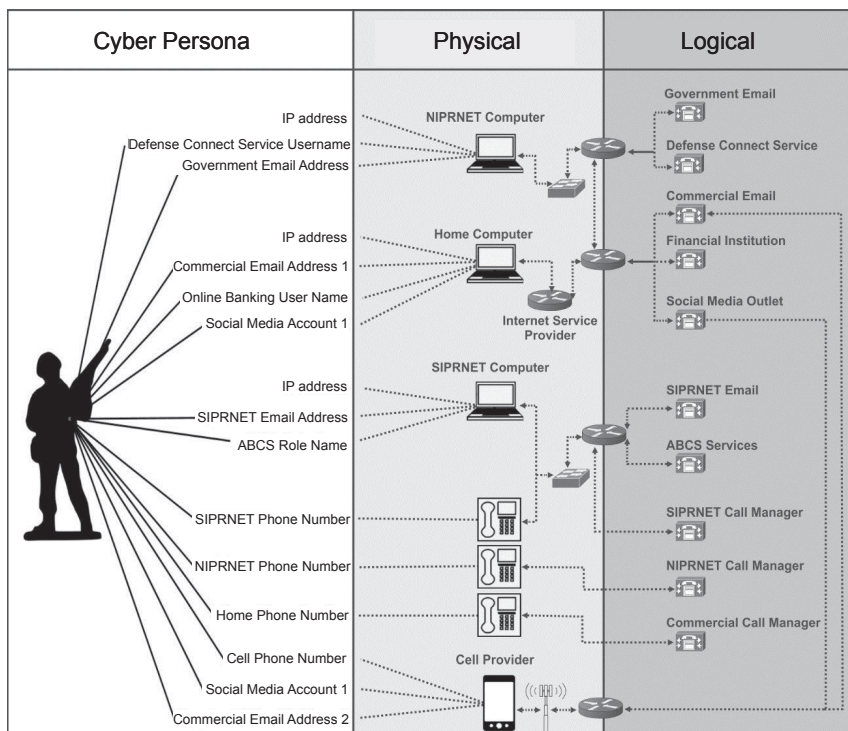 Cyber Persona
Physical
Logical
IP address
Defense Connect Service Username
Government Email Address
NIPRNET Computer
Government Email
Defense Connect Service
IP address
Commercial Email Address 1
Online Banking User Name
Social Media Account 1
Home Computer
Internet Service
Provider
Commercial Email
Financial Institution
Social Media Outlet
IP address
SIPRNET Email Address
ABCS Role Name
SIPRNET Computer
SIPRNET Email
ABCS Services
SIPRNET Phone Number
SIPRNET Call Manager
NIPRNET Phone Number
NIPRNET Call Manager
Home Phone Number
Commercial Call Manager
Cell Phone Number
Social Media Account 1
Commercial Email Address 2
Cell Provider